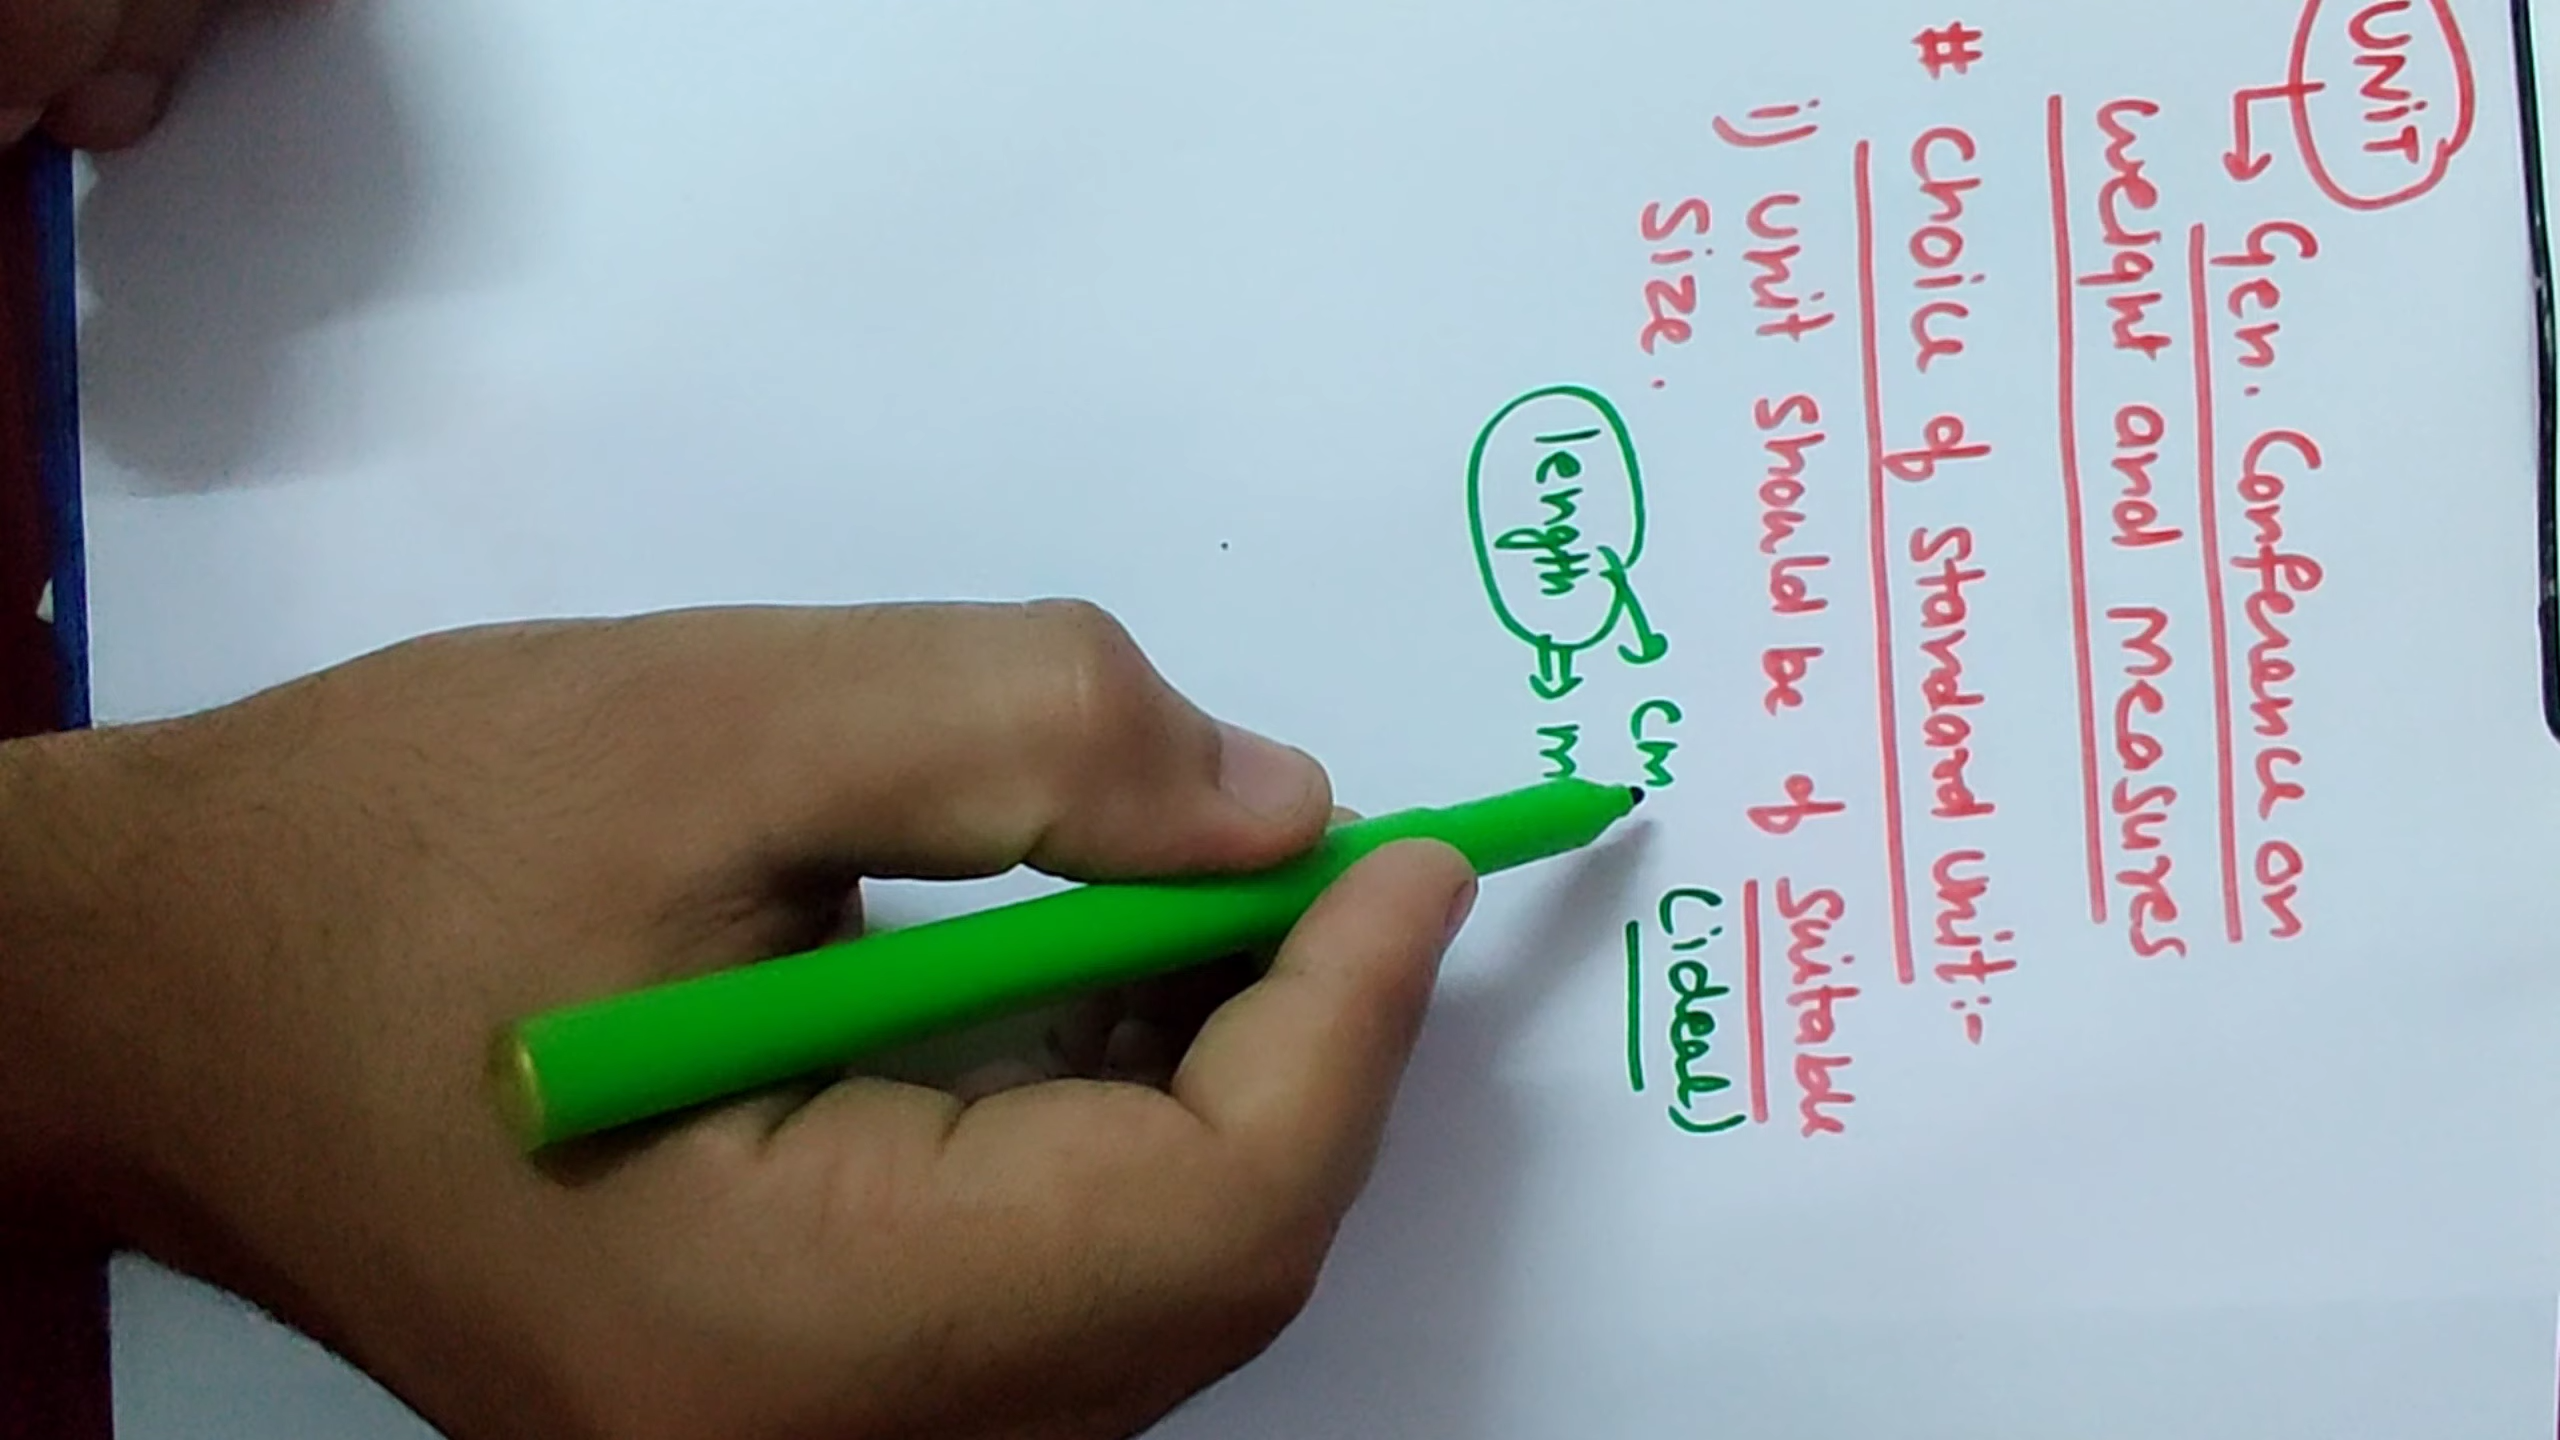 UNIT
↳ Gen. Conference on
weight and Measures
# Choice of Standard Unit:-
i) Unit should be of Suitable
Size.
(ideal)
cm
length ⇒ m